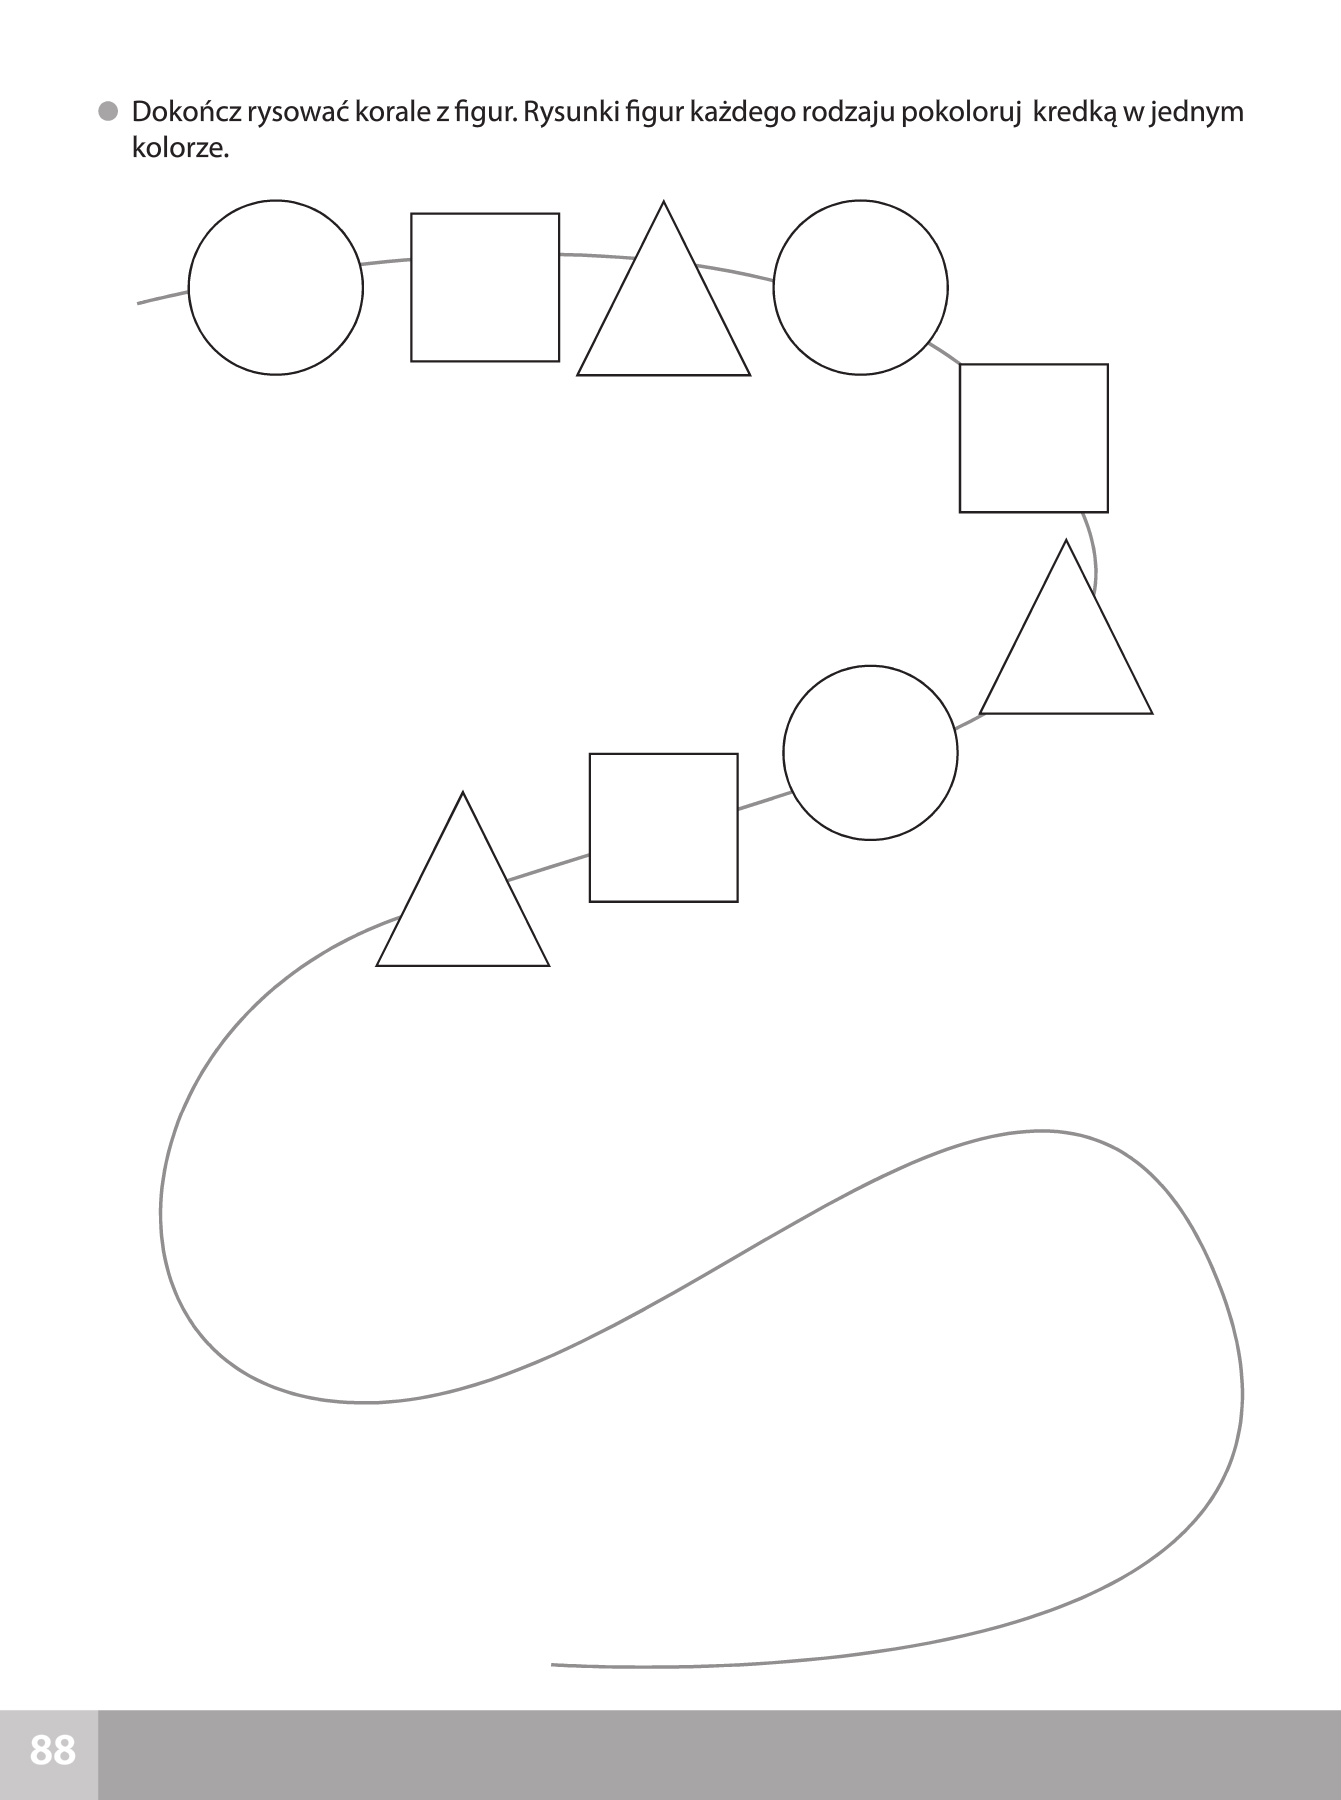 Dokończ rysować korale z figur. Rysunki figur każdego rodzaju pokoloruj kredką w jednym
kolorze.
88